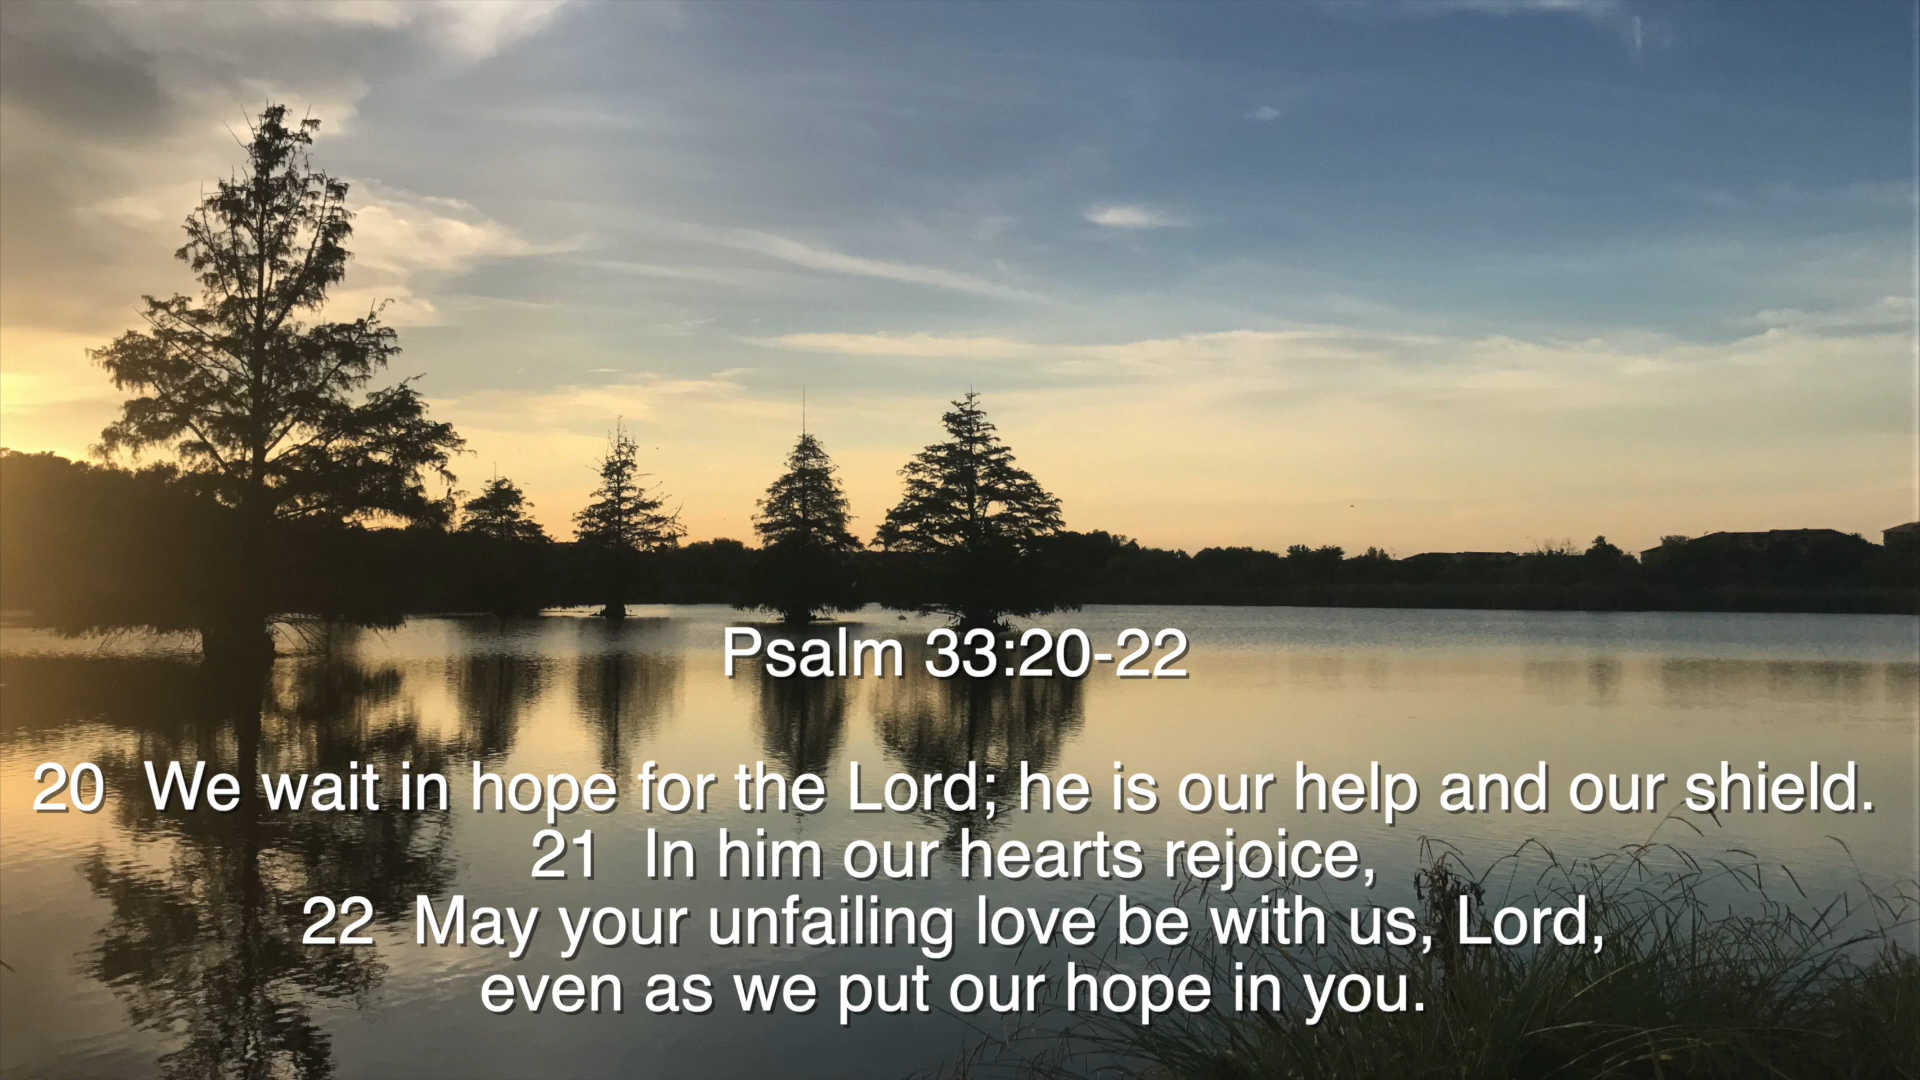 Psalm 33:20-22
20 We wait in hope for the Lord; he is our help and our shield.
21 In him our hearts rejoice,
22 May your unfailing love be with us, Lord,
even as we put our hope in you.